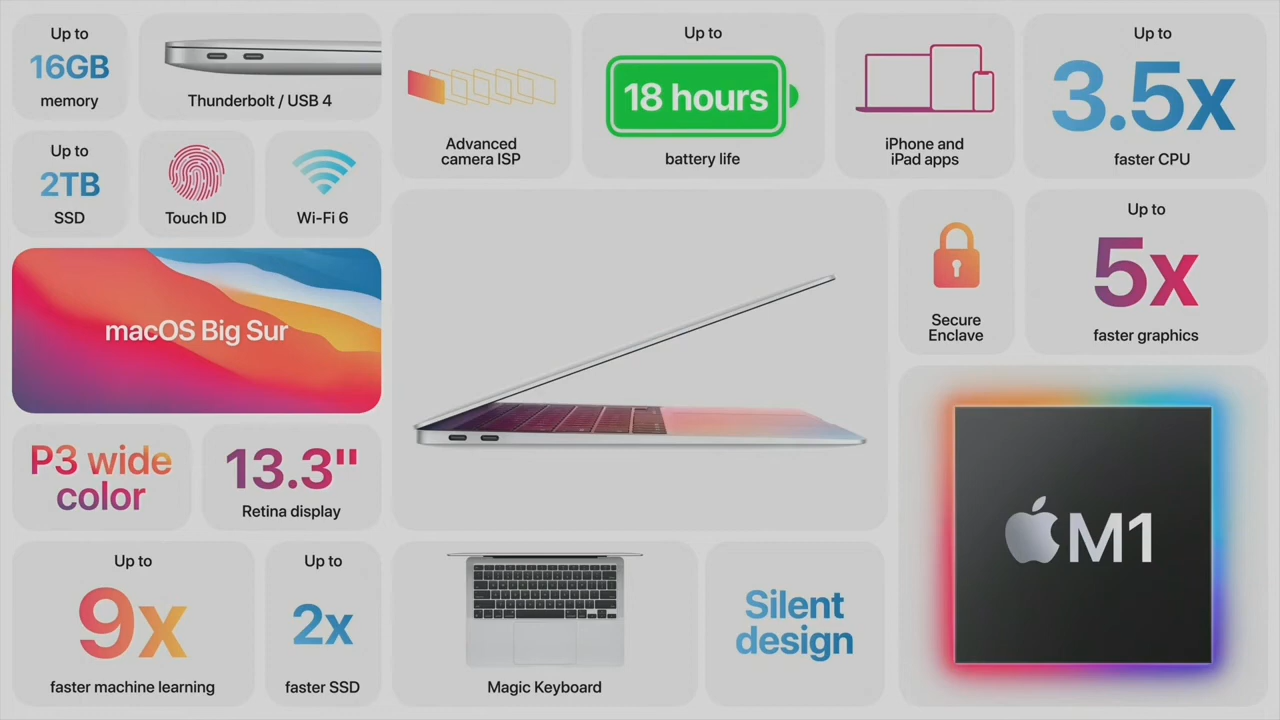 Up to
16GB
memory
Thunderbolt / USB 4
Advanced
camera ISP
Up to
18 hours
battery life
iPhone and
iPad apps
Up to
3.5x
faster CPU
Up to
2TB
SSD
Touch ID
Wi-Fi 6
Secure
Enclave
Up to
5x
faster graphics
macOS Big Sur
P3 wide
color
13.3"
Retina display
M1
Up to
9x
faster machine learning
Up to
2x
faster SSD
Magic Keyboard
Silent
design